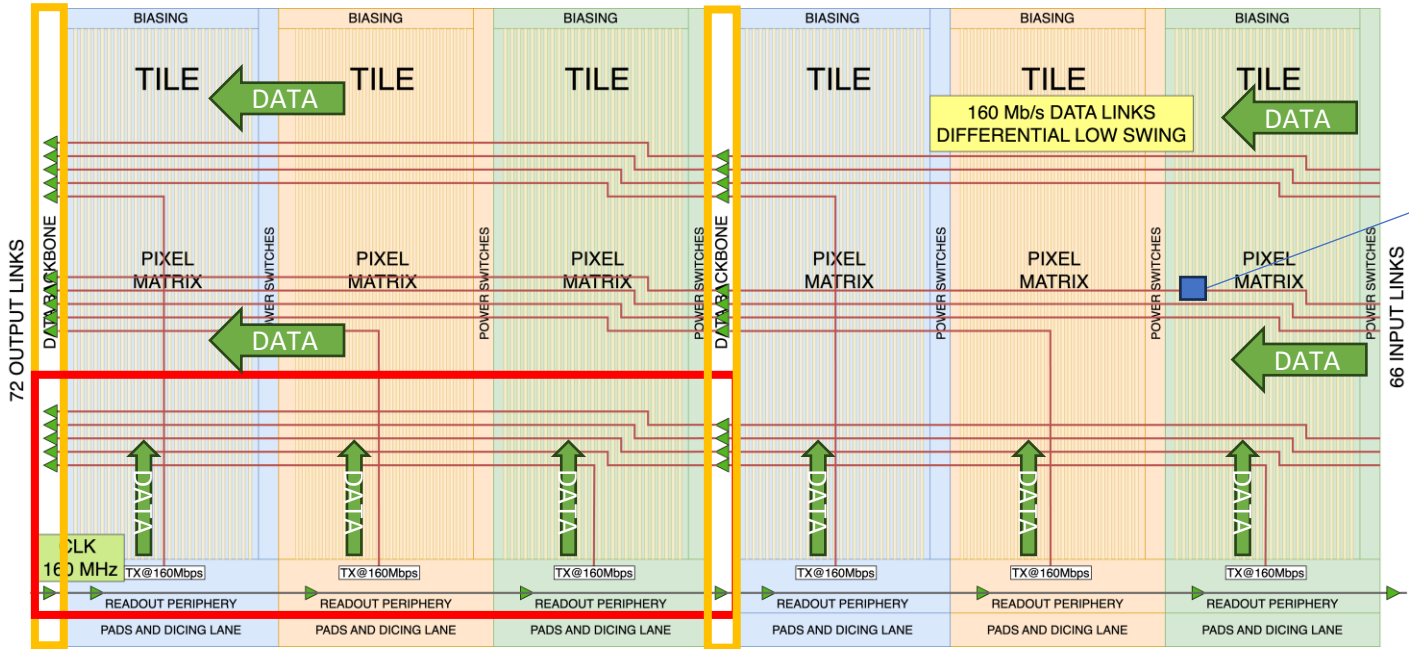 BIASING
BIASING
BIASING
BIASING
BIASING
BIASING
TILE
TILE
TILE
TILE
TILE
TILE
DATA
160 Mb/s DATA LINKS
DIFFERENTIAL LOW SWING
DATA
72 OUTPUT LINKS
DATA BACKBONE
PIXEL
MATRIX
POWER SWITCHES
PIXEL
MATRIX
POWER SWITCHES
PIXEL
MATRIX
POWER SWITCHES
DATA BACKBONE
PIXEL
MATRIX
POWER SWITCHES
PIXEL
MATRIX
POWER SWITCHES
PIXEL
MATRIX
POWER SWITCHES
66 INPUT LINKS
DATA
DATA
DATA
DATA
DATA
DATA
DATA
DATA
CLK
160 MHz
TX@160Mbps
TX@160Mbps
TX@160Mbps
TX@160Mbps
TX@160Mbps
TX@160Mbps
READOUT PERIPHERY
READOUT PERIPHERY
READOUT PERIPHERY
READOUT PERIPHERY
READOUT PERIPHERY
READOUT PERIPHERY
PADS AND DICING LANE
PADS AND DICING LANE
PADS AND DICING LANE
PADS AND DICING LANE
PADS AND DICING LANE
PADS AND DICING LANE